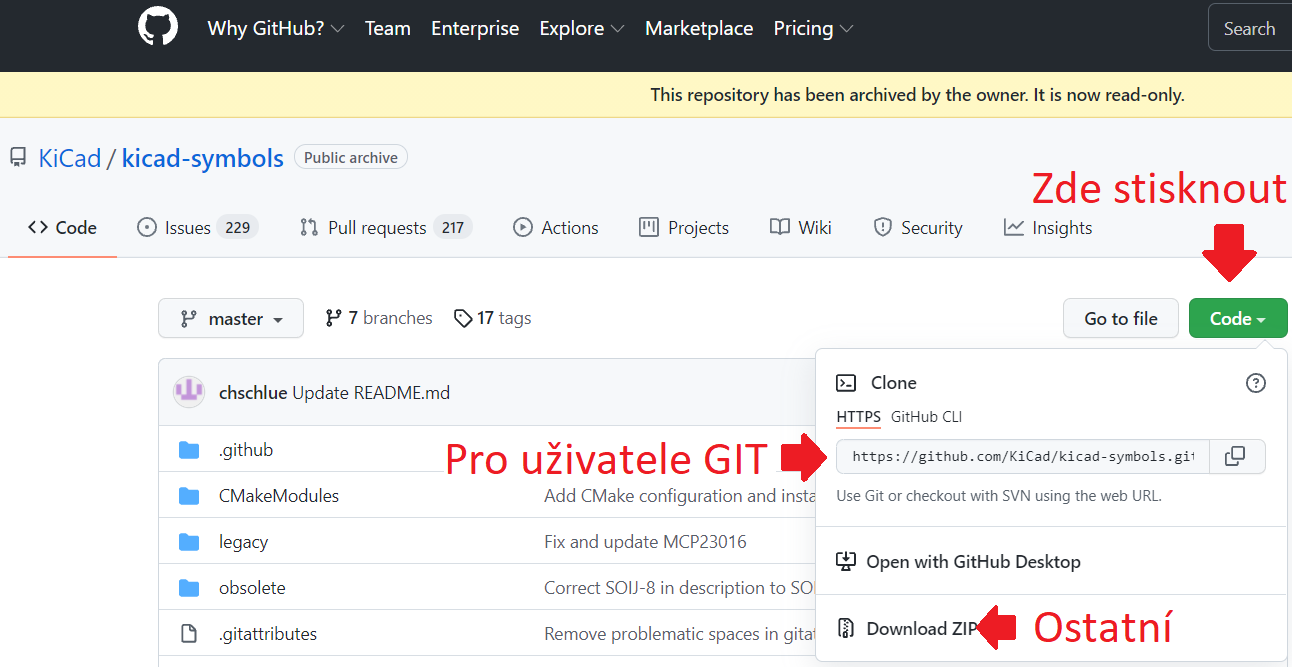 Why GitHub? Team Enterprise Explore Marketplace Pricing Search
This repository has been archived by the owner. It is now read-only.
KiCad / kicad-symbols Public archive
Zde stisknout
Code Issues 229 Pull requests 217 Actions Projects Wiki Security Insights
master 7 branches 17 tags Go to file Code
chschlue Update README.md
Clone
HTTPS GitHub CLI
.github
Pro uživatele GIT
https://github.com/KiCad/kicad-symbols.git
CMakeModules Add CMake configuration and insta
Use Git or checkout with SVN using the web URL.
legacy Fix and update MCP23016
Open with GitHub Desktop
obsolete Correct SOIJ-8 in description to SOI
.gitattributes Remove problematic spaces in gitat
Download ZIP
Ostatní